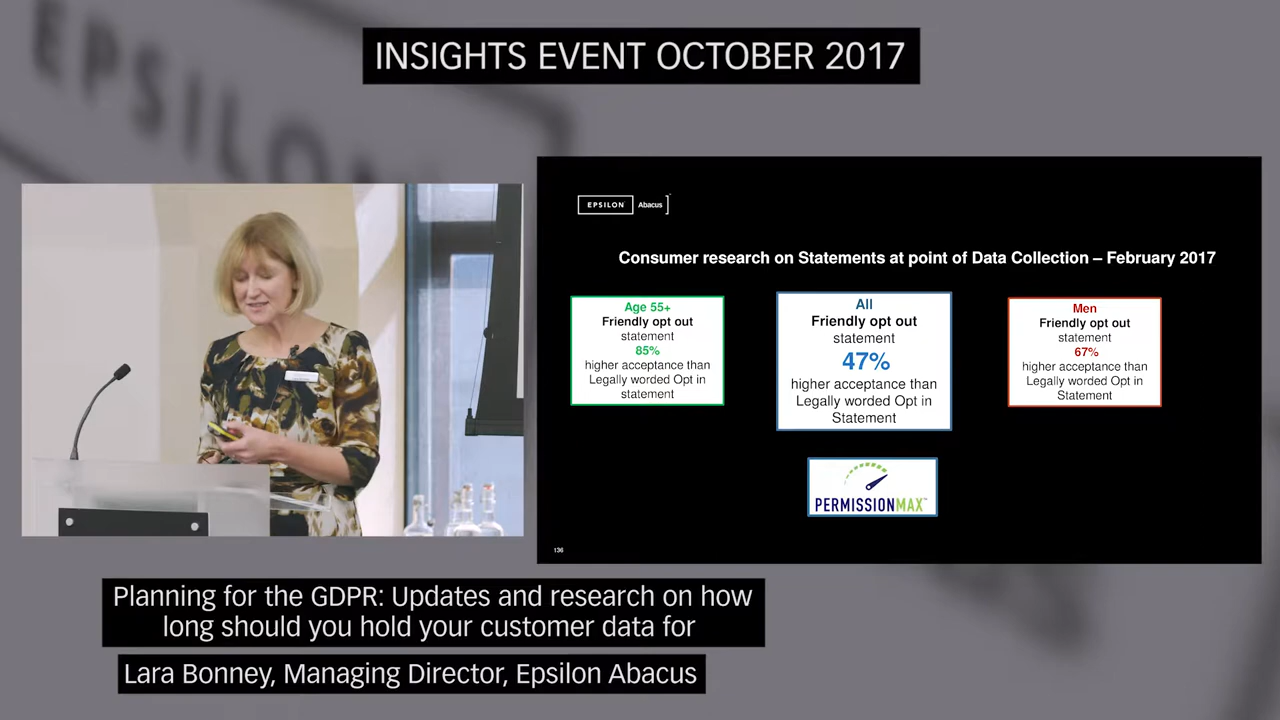 EPSILON
INSIGHTS EVENT OCTOBER 2017
EPSILON Abacus
Consumer research on Statements at point of Data Collection – February 2017
Age 55+
Friendly opt out
statement
85%
higher acceptance than
Legally worded Opt in
statement
All
Friendly opt out
statement
47%
higher acceptance than
Legally worded Opt in
Statement
Men
Friendly opt out
statement
67%
higher acceptance than
Legally worded Opt in
Statement
PERMISSIONMAX™
136
Planning for the GDPR: Updates and research on how
long should you hold your customer data for
Lara Bonney, Managing Director, Epsilon Abacus